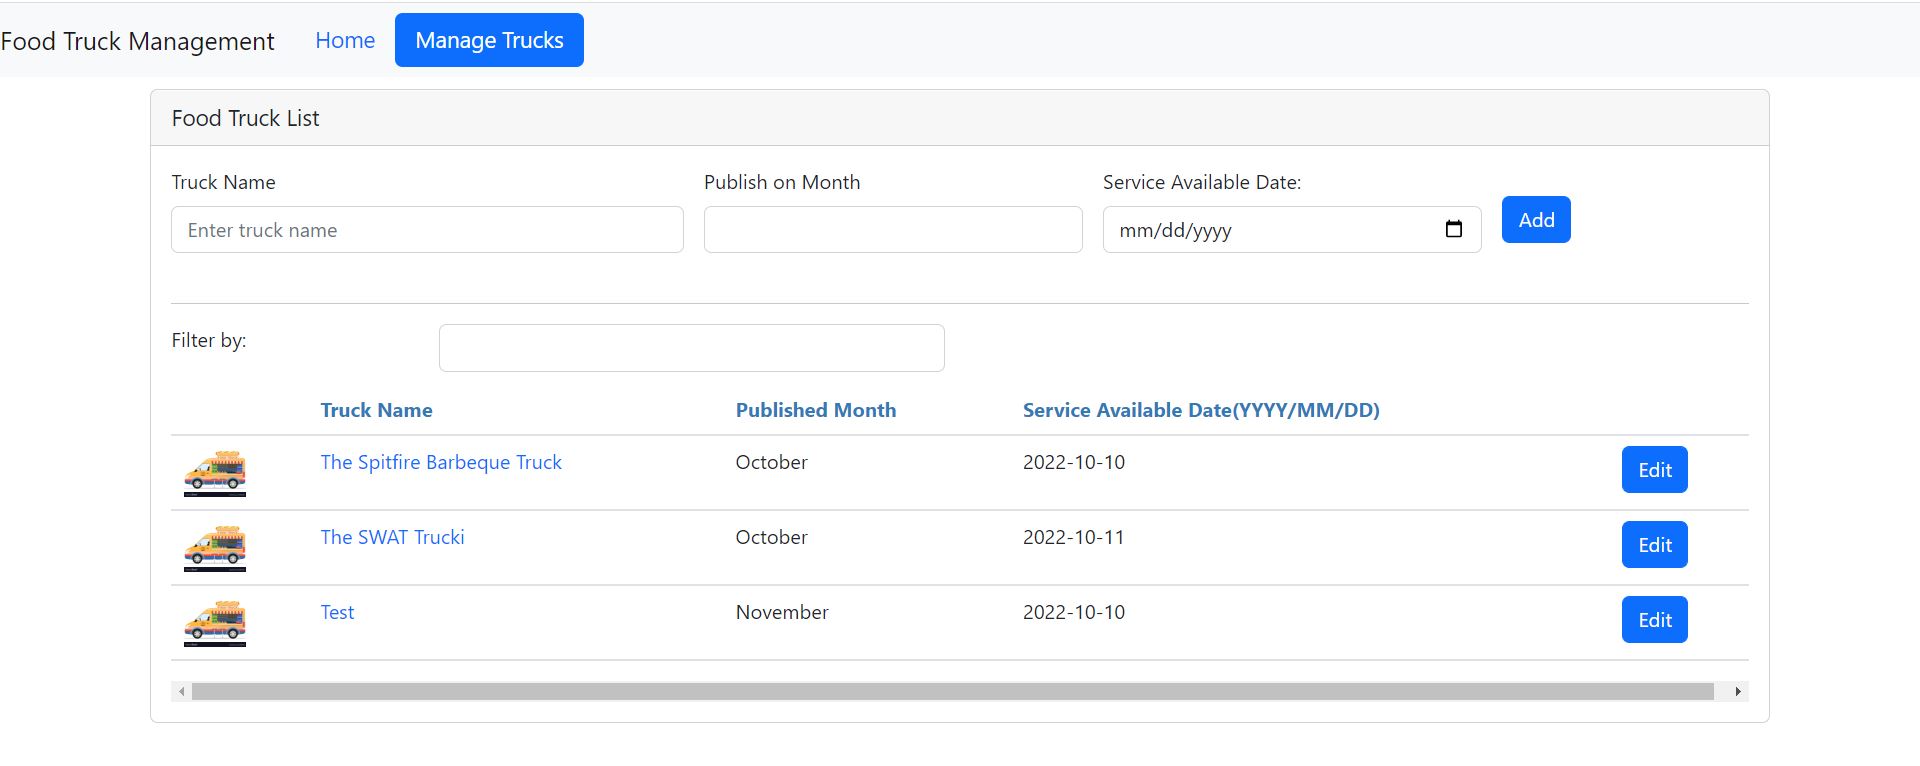 Food Truck Management Home Manage Trucks
Food Truck List
Truck Name Publish on Month Service Available Date:
Enter truck name mm/dd/yyyy Add
Filter by:
Truck Name Published Month Service Available Date(YYYY/MM/DD)
The Spitfire Barbeque Truck October 2022-10-10 Edit
The SWAT Trucki October 2022-10-11 Edit
Test November 2022-10-10 Edit